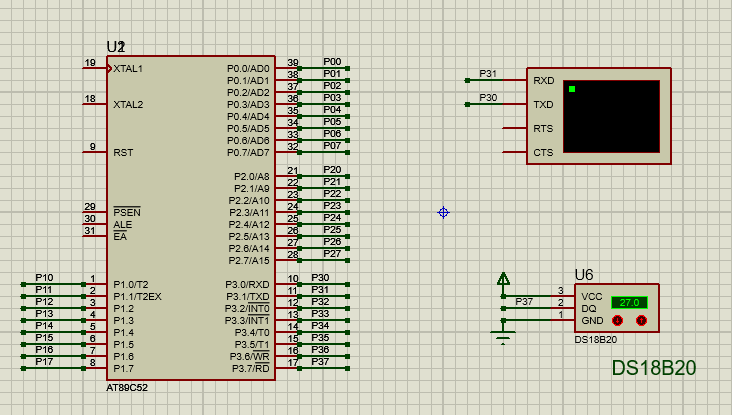 U1
19 XTAL1
18 XTAL2
9 RST
29 PSEN
30 ALE
31 EA
P10 1 P1.0/T2
P11 2 P1.1/T2EX
P12 3 P1.2
P13 4 P1.3
P14 5 P1.4
P15 6 P1.5
P16 7 P1.6
P17 8 P1.7
P0.0/AD0 39 P00
P0.1/AD1 38 P01
P0.2/AD2 37 P02
P0.3/AD3 36 P03
P0.4/AD4 35 P04
P0.5/AD5 34 P05
P0.6/AD6 33 P06
P0.7/AD7 32 P07
P2.0/A8 21 P20
P2.1/A9 22 P21
P2.2/A10 23 P22
P2.3/A11 24 P23
P2.4/A12 25 P24
P2.5/A13 26 P25
P2.6/A14 27 P26
P2.7/A15 28 P27
P3.0/RXD 10 P30
P3.1/TXD 11 P31
P3.2/INT0 12 P32
P3.3/INT1 13 P33
P3.4/T0 14 P34
P3.5/T1 15 P35
P3.6/WR 16 P36
P3.7/RD 17 P37
AT89C52
P31 RXD
P30 TXD
RTS
CTS
U6
3 VCC
P37 2 DQ
1 GND
27.0
DS18B20
DS18B20